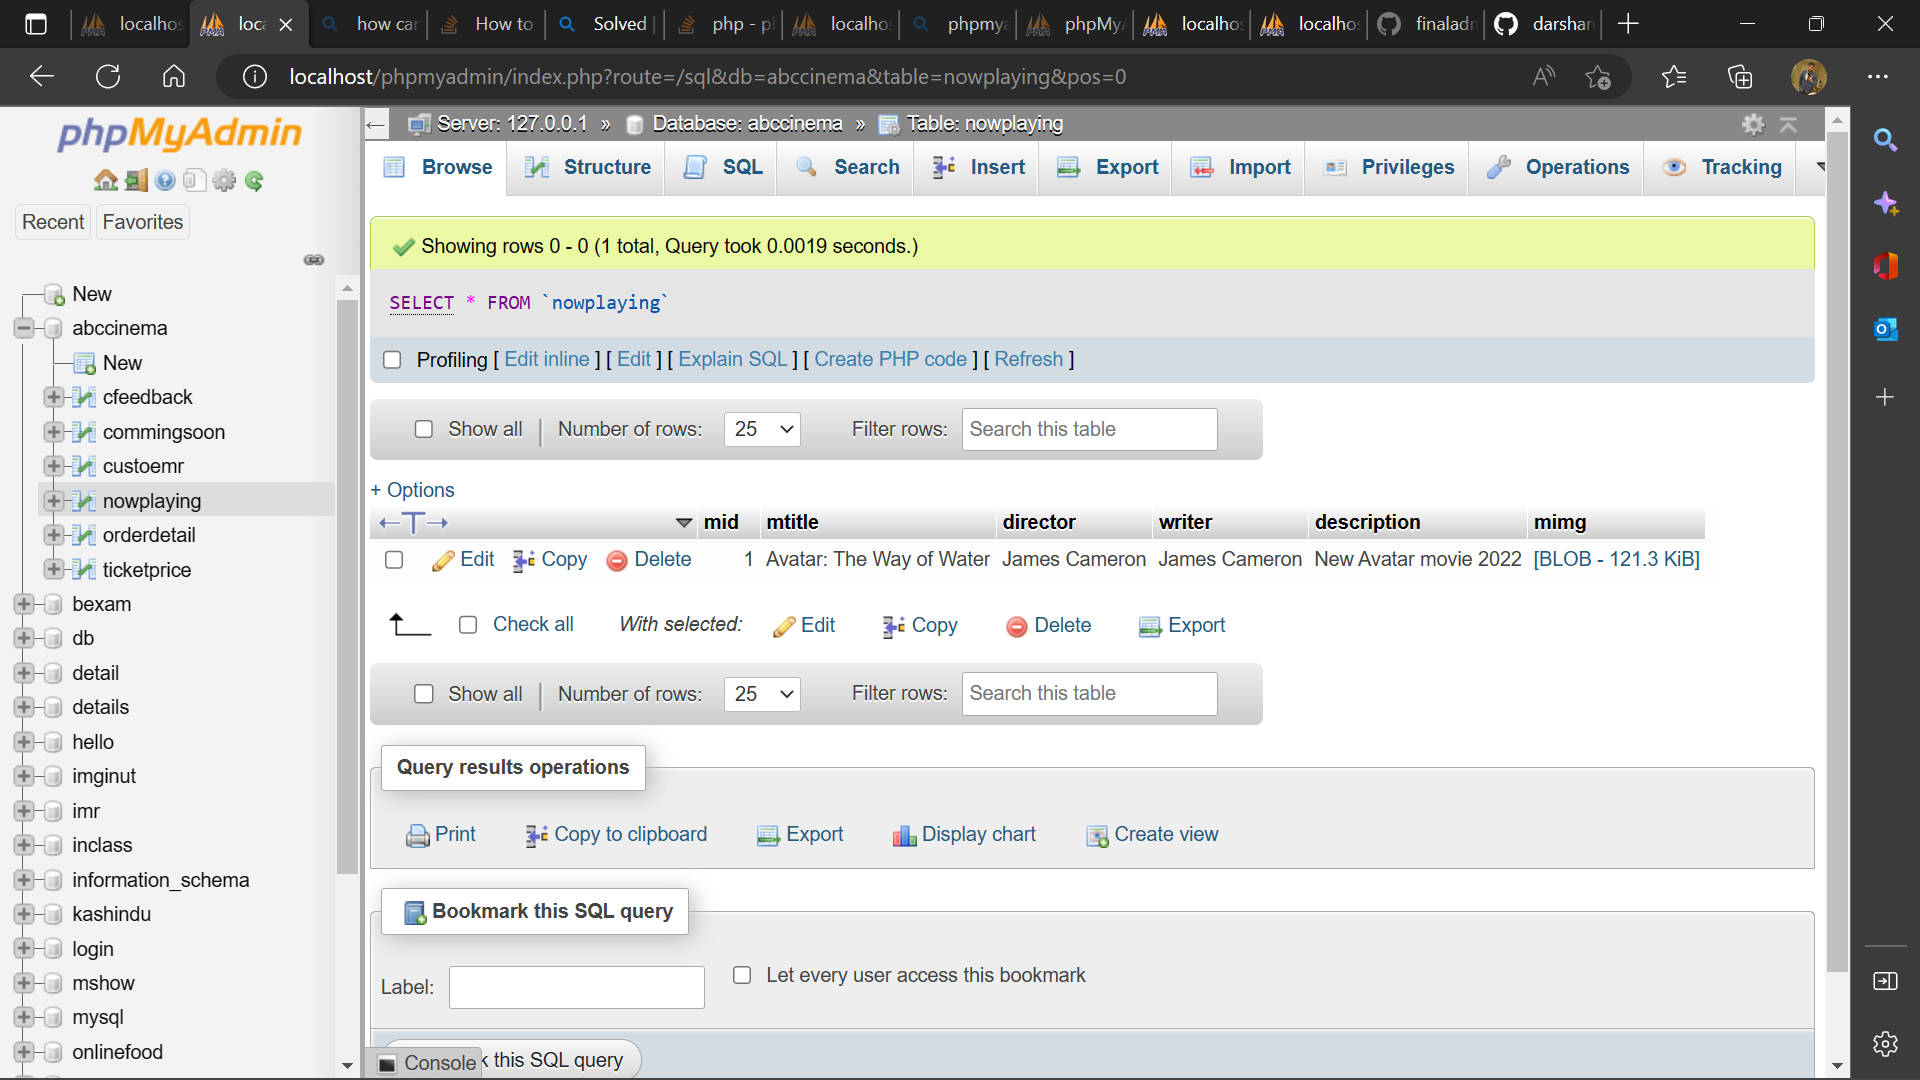 localhos
loca
how can
How to
Solved
php - pl
localhos
phpmya
phpMyA
localhos
localhos
finaladn
darshan
localhost/phpmyadmin/index.php?route=/sql&db=abccinema&table=nowplaying&pos=0
phpMyAdmin
Recent
Favorites
New
abccinema
New
cfeedback
commingsoon
custoemr
nowplaying
orderdetail
ticketprice
bexam
db
detail
details
hello
imginut
imr
inclass
information_schema
kashindu
login
mshow
mysql
onlinefood
Server: 127.0.0.1 » Database: abccinema » Table: nowplaying
Browse Structure SQL Search Insert Export Import Privileges Operations Tracking
Showing rows 0 - 0 (1 total, Query took 0.0019 seconds.)
SELECT * FROM `nowplaying`
Profiling [ Edit inline ] [ Edit ] [ Explain SQL ] [ Create PHP code ] [ Refresh ]
Show all Number of rows: 25 Filter rows: Search this table
+ Options
←T→ mid mtitle director writer description mimg
Edit Copy Delete 1 Avatar: The Way of Water James Cameron James Cameron New Avatar movie 2022 [BLOB - 121.3 KiB]
Check all With selected: Edit Copy Delete Export
Show all Number of rows: 25 Filter rows: Search this table
Query results operations
Print Copy to clipboard Export Display chart Create view
Bookmark this SQL query
Label: Let every user access this bookmark
Console k this SQL query